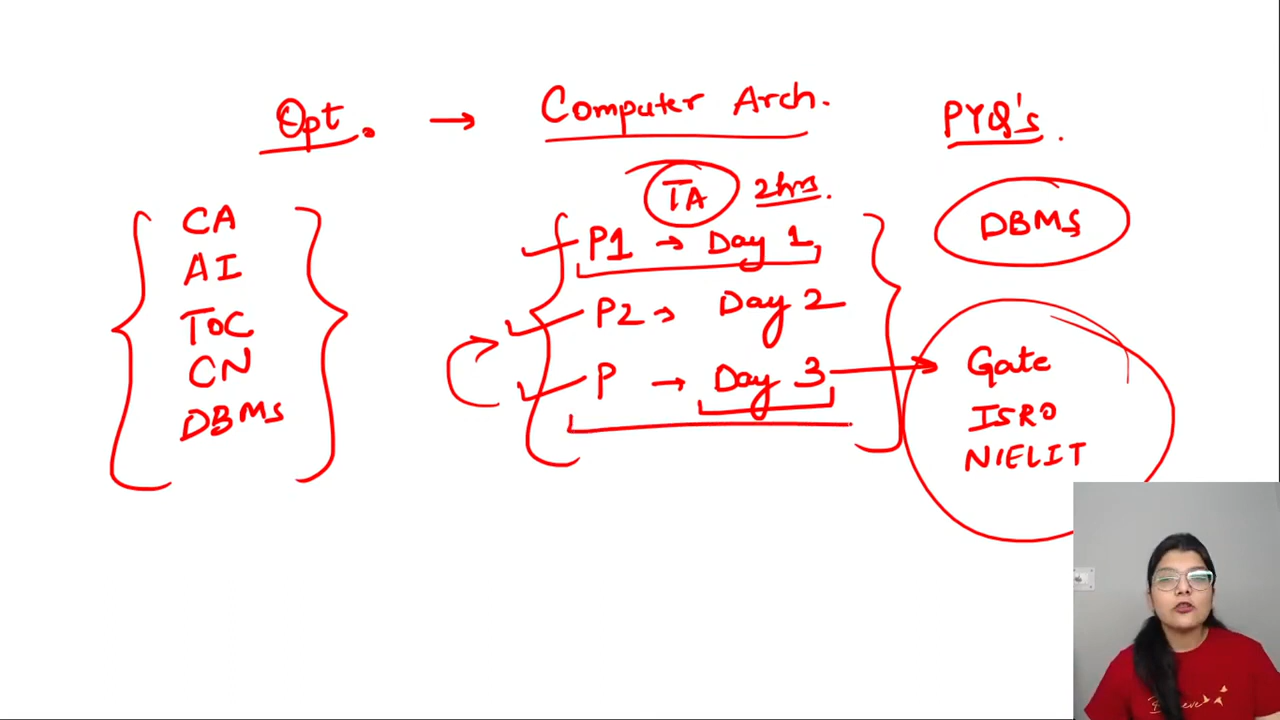 Opt. → Computer Arch. PYQ's.
TA 2hrs.
CA
AI
TOC
CN
DBMS
P1 → Day 1
P2 → Day 2
P → Day 3
DBMS
Gate
ISRO
NIELIT
Believe